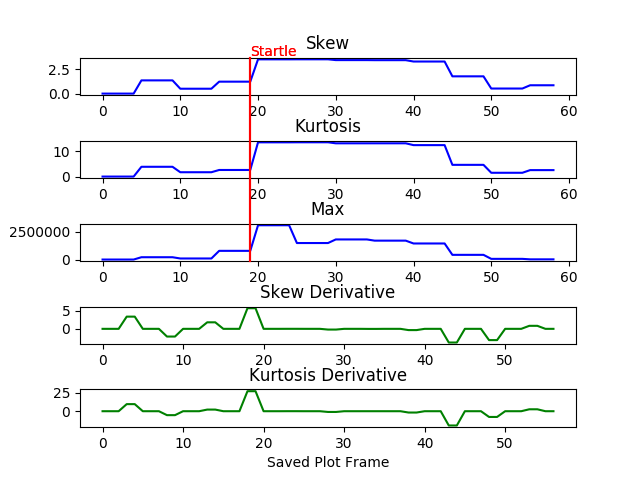 Startle
Skew
2.5
0.0
0 10 20 30 40 50 60
Kurtosis
10
0
0 10 20 30 40 50 60
Max
2500000
0
0 10 20 30 40 50 60
Skew Derivative
5
0
0 10 20 30 40 50
Kurtosis Derivative
25
0
0 10 20 30 40 50
Saved Plot Frame